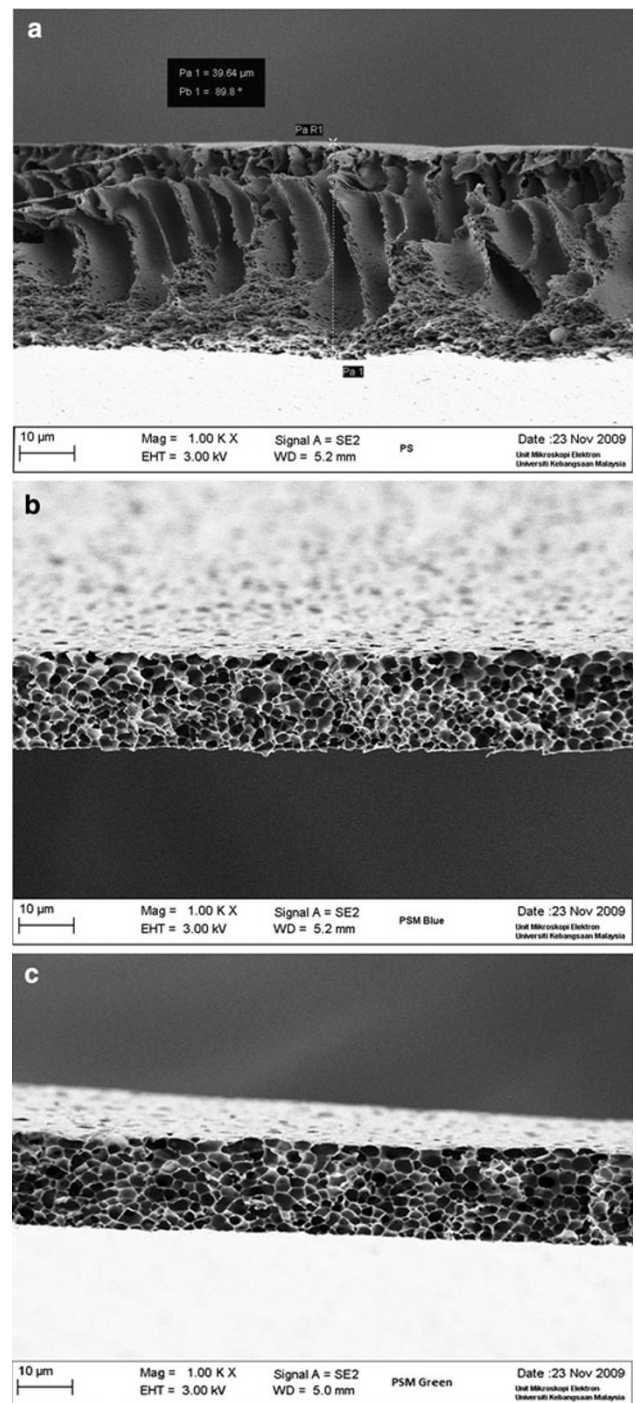 a
Pa 1 = 39.64 µm
Pb 1 = 89.8 °
Pa R1
Pa 1
10 µm
Mag = 1.00 K X
Signal A = SE2
Date :23 Nov 2009
EHT = 3.00 kV
WD = 5.2 mm
PS
Unit Mikroskopi Elektron
Universiti Kebangsaan Malaysia
b
10 µm
Mag = 1.00 K X
Signal A = SE2
Date :23 Nov 2009
EHT = 3.00 kV
WD = 5.2 mm
PSM Blue
Unit Mikroskopi Elektron
Universiti Kebangsaan Malaysia
c
10 µm
Mag = 1.00 K X
Signal A = SE2
Date :23 Nov 2009
EHT = 3.00 kV
WD = 5.0 mm
PSM Green
Unit Mikroskopi Elektron
Universiti Kebangsaan Malaysia